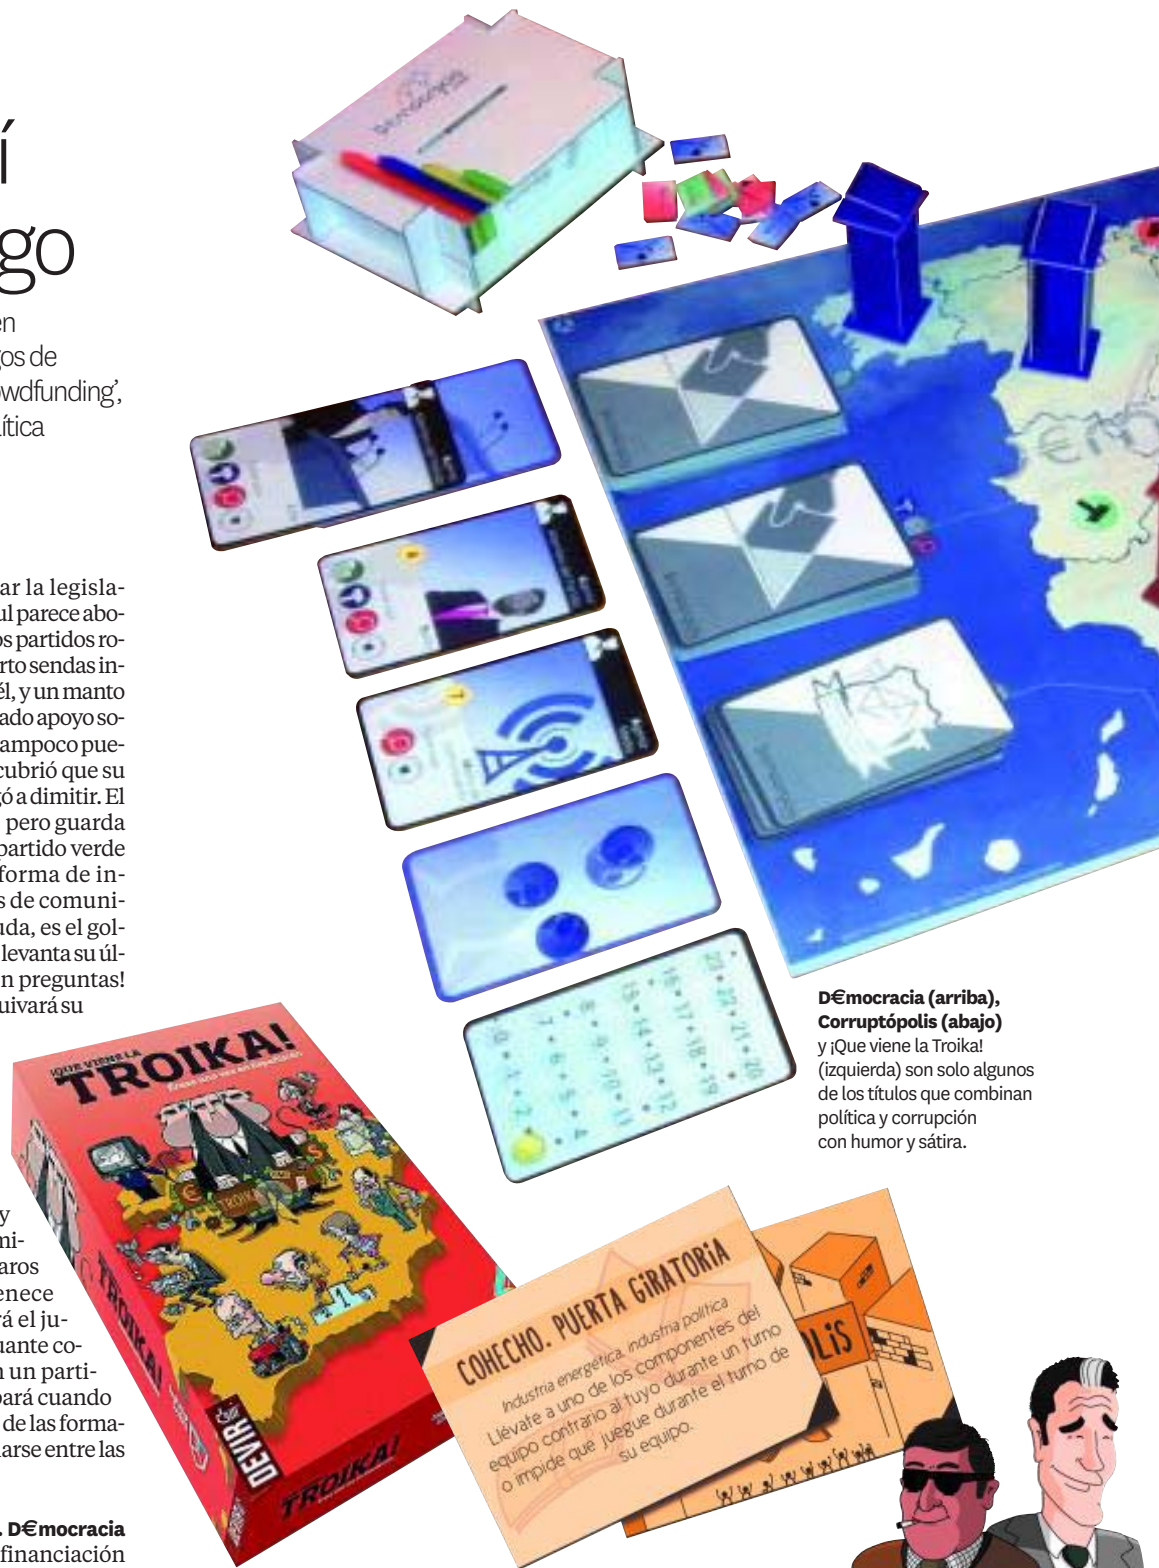 í
go
en
gos de
owdfunding’,
ítica
ar la legisla-
ul parece abo-
os partidos ro-
rto sendas in-
él, y un manto
ado apoyo so-
ampoco pue-
cubrió que su
gó a dimitir. El
pero guarda
partido verde
forma de in-
s de comuni-
uda, es el gol-
levanta su úl-
n preguntas!
uivará su
y
mi-
aros
enece
rá el ju-
uante co-
n un parti-
pará cuando
de las forma-
arse entre las
. D€mocracia
financiación
D€mocracia (arriba),
Corruptópolis (abajo)
y ¡Que viene la Troika!
(izquierda) son solo algunos
de los títulos que combinan
política y corrupción
con humor y sátira.
¡QUE VIENE LA
TROIKA!
TROIKA!
DEVIR
TROIKA!
COHECHO. PUERTA GIRATORIA
Industria energética, industria política
Llévate a uno de los componentes del
equipo contrario al tuyo durante un turno
o impide que juegue durante el turno de
su equipo.
OLIS